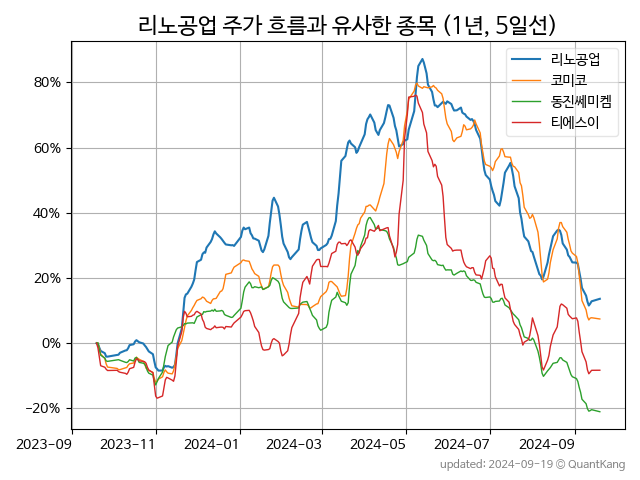 리노공업 주가 흐름과 유사한 종목 (1년, 5일선)
리노공업
코미코
동진쎄미켐
티에스이
80%
60%
40%
20%
0%
−20%
2023-09 2023-11 2024-01 2024-03 2024-05 2024-07 2024-09
updated: 2024-09-19 © QuantKang